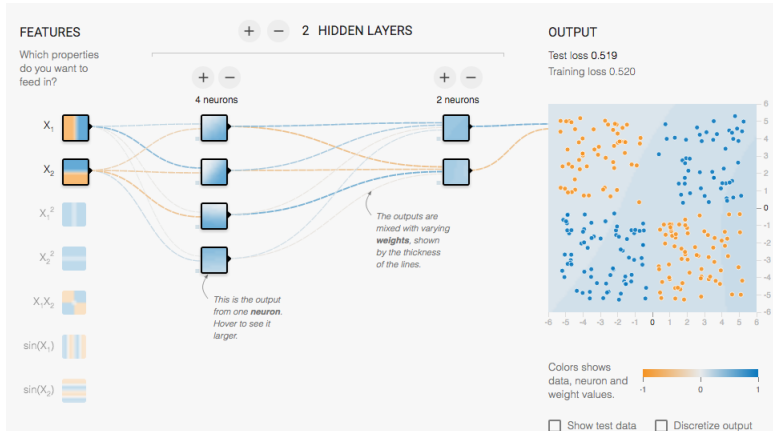 FEATURES
Which properties
do you want to
feed in?
X1
X2
X1²
X2²
X1X2
sin(X1)
sin(X2)
+ − 2 HIDDEN LAYERS
+ −
4 neurons
+ −
2 neurons
This is the output
from one neuron.
Hover to see it
larger.
The outputs are
mixed with varying
weights, shown
by the thickness
of the lines.
OUTPUT
Test loss 0.519
Training loss 0.520
6
5
4
3
2
1
0
-1
-2
-3
-4
-5
-6
-6 -5 -4 -3 -2 -1 0 1 2 3 4 5 6
Colors shows
data, neuron and
weight values.
-1 0 1
Show test data
Discretize output